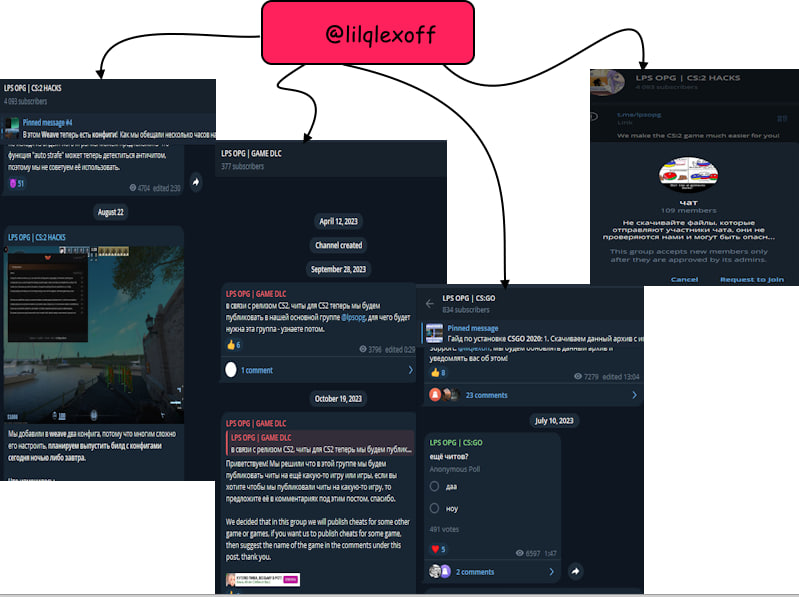 @lilqlexoff
LPS OPG | CS:2 HACKS
4 093 subscribers
Pinned message #4
В этом Weave теперь есть конфиги! Как мы обещали несколько часов на
функция "auto strafe" может теперь детектиться античитом,
поэтому мы не советуем её использовать.
51
4704 edited 2:30
August 22
LPS OPG | CS:2 HACKS
Мы добавили в weave два конфига, потому что многим сложно
его настроить, планируем выпустить билд с конфигами
сегодня ночью либо завтра.
LPS OPG | GAME DLC
377 subscribers
April 12, 2023
Channel created
September 28, 2023
LPS OPG | GAME DLC
в связи с релизом CS2, читы для CS2 теперь мы будем
публиковать в нашей основной группе @lpsopg, для чего будет
нужна эта группа - узнаете потом.
6
3796 edited 0:29
1 comment
October 19, 2023
LPS OPG | GAME DLC
LPS OPG | GAME DLC
в связи с релизом CS2, читы для CS2 теперь мы будем публик...
Приветствуем! Мы решили что в этой группе мы будем
публиковать читы на ещё какую-то игру или игры, если вы
хотите чтобы мы публиковали читы на какую-то игру, то
предложите её в комментариях под этим постом, спасибо.
We decided that in this group we will publish cheats for some other
game or games, if you want us to publish cheats for some game,
then suggest the name of the game in the comments under this
post, thank you.
LPS OPG | CS:GO
834 subscribers
Pinned message
Гайд по установке CSGO 2020: 1. Скачиваем данный архив с
уведомлять вас об этом!
8
7279 edited 13:04
23 comments
July 10, 2023
LPS OPG | CS:GO
ещё читов?
Anonymous Poll
даа
ноу
491 votes
5
6597 1:47
2 comments
LPS OPG | CS:2 HACKS
4 093 subscribers
t.me/lpsopg
Link
We make the CS:2 game much easier for you!
чат
109 members
Не скачивайте файлы, которые
отправляют участники чата, они не
проверяются нами и могут быть опасн...
This group accepts new members only
after they are approved by its admins.
Cancel
Request to Join